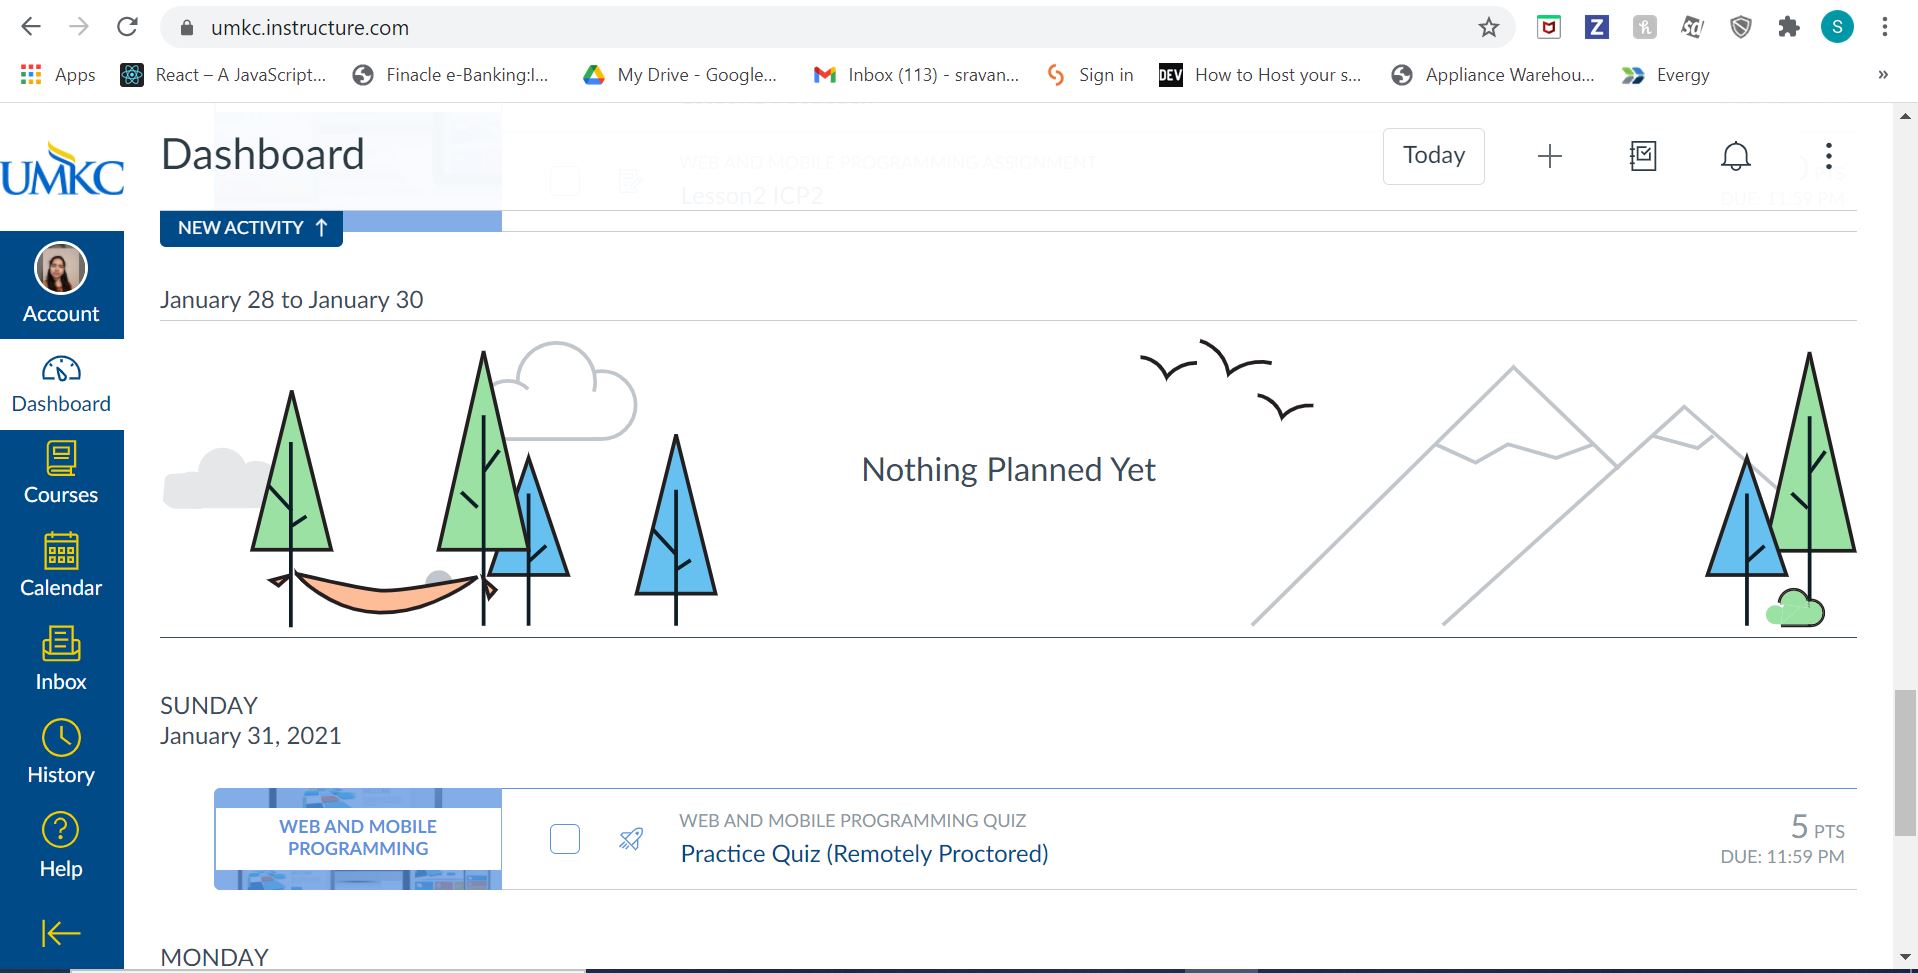 umkc.instructure.com
S
Apps
React – A JavaScript...
Finacle e-Banking:I...
My Drive - Google...
Inbox (113) - sravan...
Sign in
DEV
How to Host your s...
Appliance Warehou...
Evergy
»
UMKC
Dashboard
Today
WEB AND MOBILE PROGRAMMING ASSIGNMENT
Lesson2 ICP2
PTS
DUE: 11:59 PM
NEW ACTIVITY
Account
Dashboard
Courses
Calendar
Inbox
History
Help
January 28 to January 30
Nothing Planned Yet
SUNDAY
January 31, 2021
WEB AND MOBILE
PROGRAMMING
WEB AND MOBILE PROGRAMMING QUIZ
Practice Quiz (Remotely Proctored)
5 PTS
DUE: 11:59 PM
MONDAY